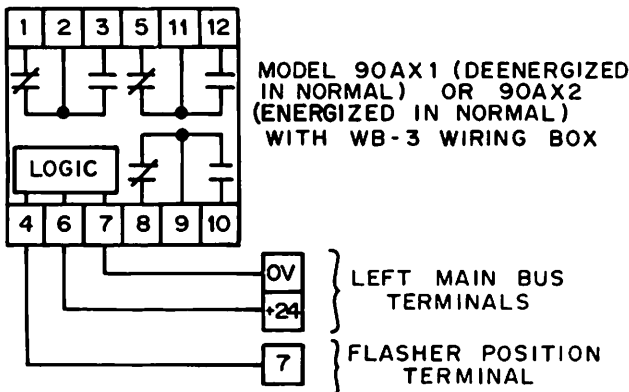 1 2 3 5 11 12
MODEL 90AX1 (DEENERGIZED
IN NORMAL) OR 90AX2
(ENERGIZED IN NORMAL)
WITH WB-3 WIRING BOX
LOGIC
4 6 7 8 9 10
0V
+24
LEFT MAIN BUS
TERMINALS
7
FLASHER POSITION
TERMINAL